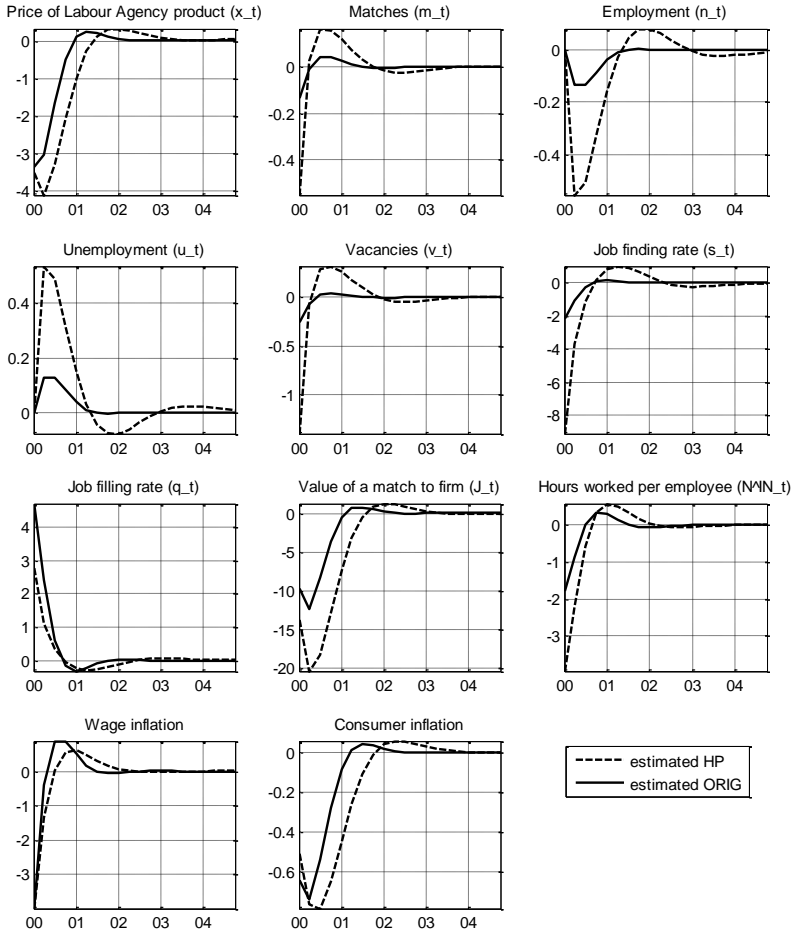 Price of Labour Agency product (x_t)
0
-1
-2
-3
-4
00 01 02 03 04
Matches (m_t)
0
-0.2
-0.4
00 01 02 03 04
Employment (n_t)
0
-0.2
-0.4
00 01 02 03 04
Unemployment (u_t)
0.4
0.2
0
00 01 02 03 04
Vacancies (v_t)
0
-0.5
-1
00 01 02 03 04
Job finding rate (s_t)
0
-2
-4
-6
-8
00 01 02 03 04
Job filling rate (q_t)
4
3
2
1
0
00 01 02 03 04
Value of a match to firm (J_t)
0
-5
-10
-15
-20
00 01 02 03 04
Hours worked per employee (N^IN_t)
0
-1
-2
-3
00 01 02 03 04
Wage inflation
0
-1
-2
-3
00 01 02 03 04
Consumer inflation
0
-0.2
-0.4
-0.6
00 01 02 03 04
estimated HP
estimated ORIG